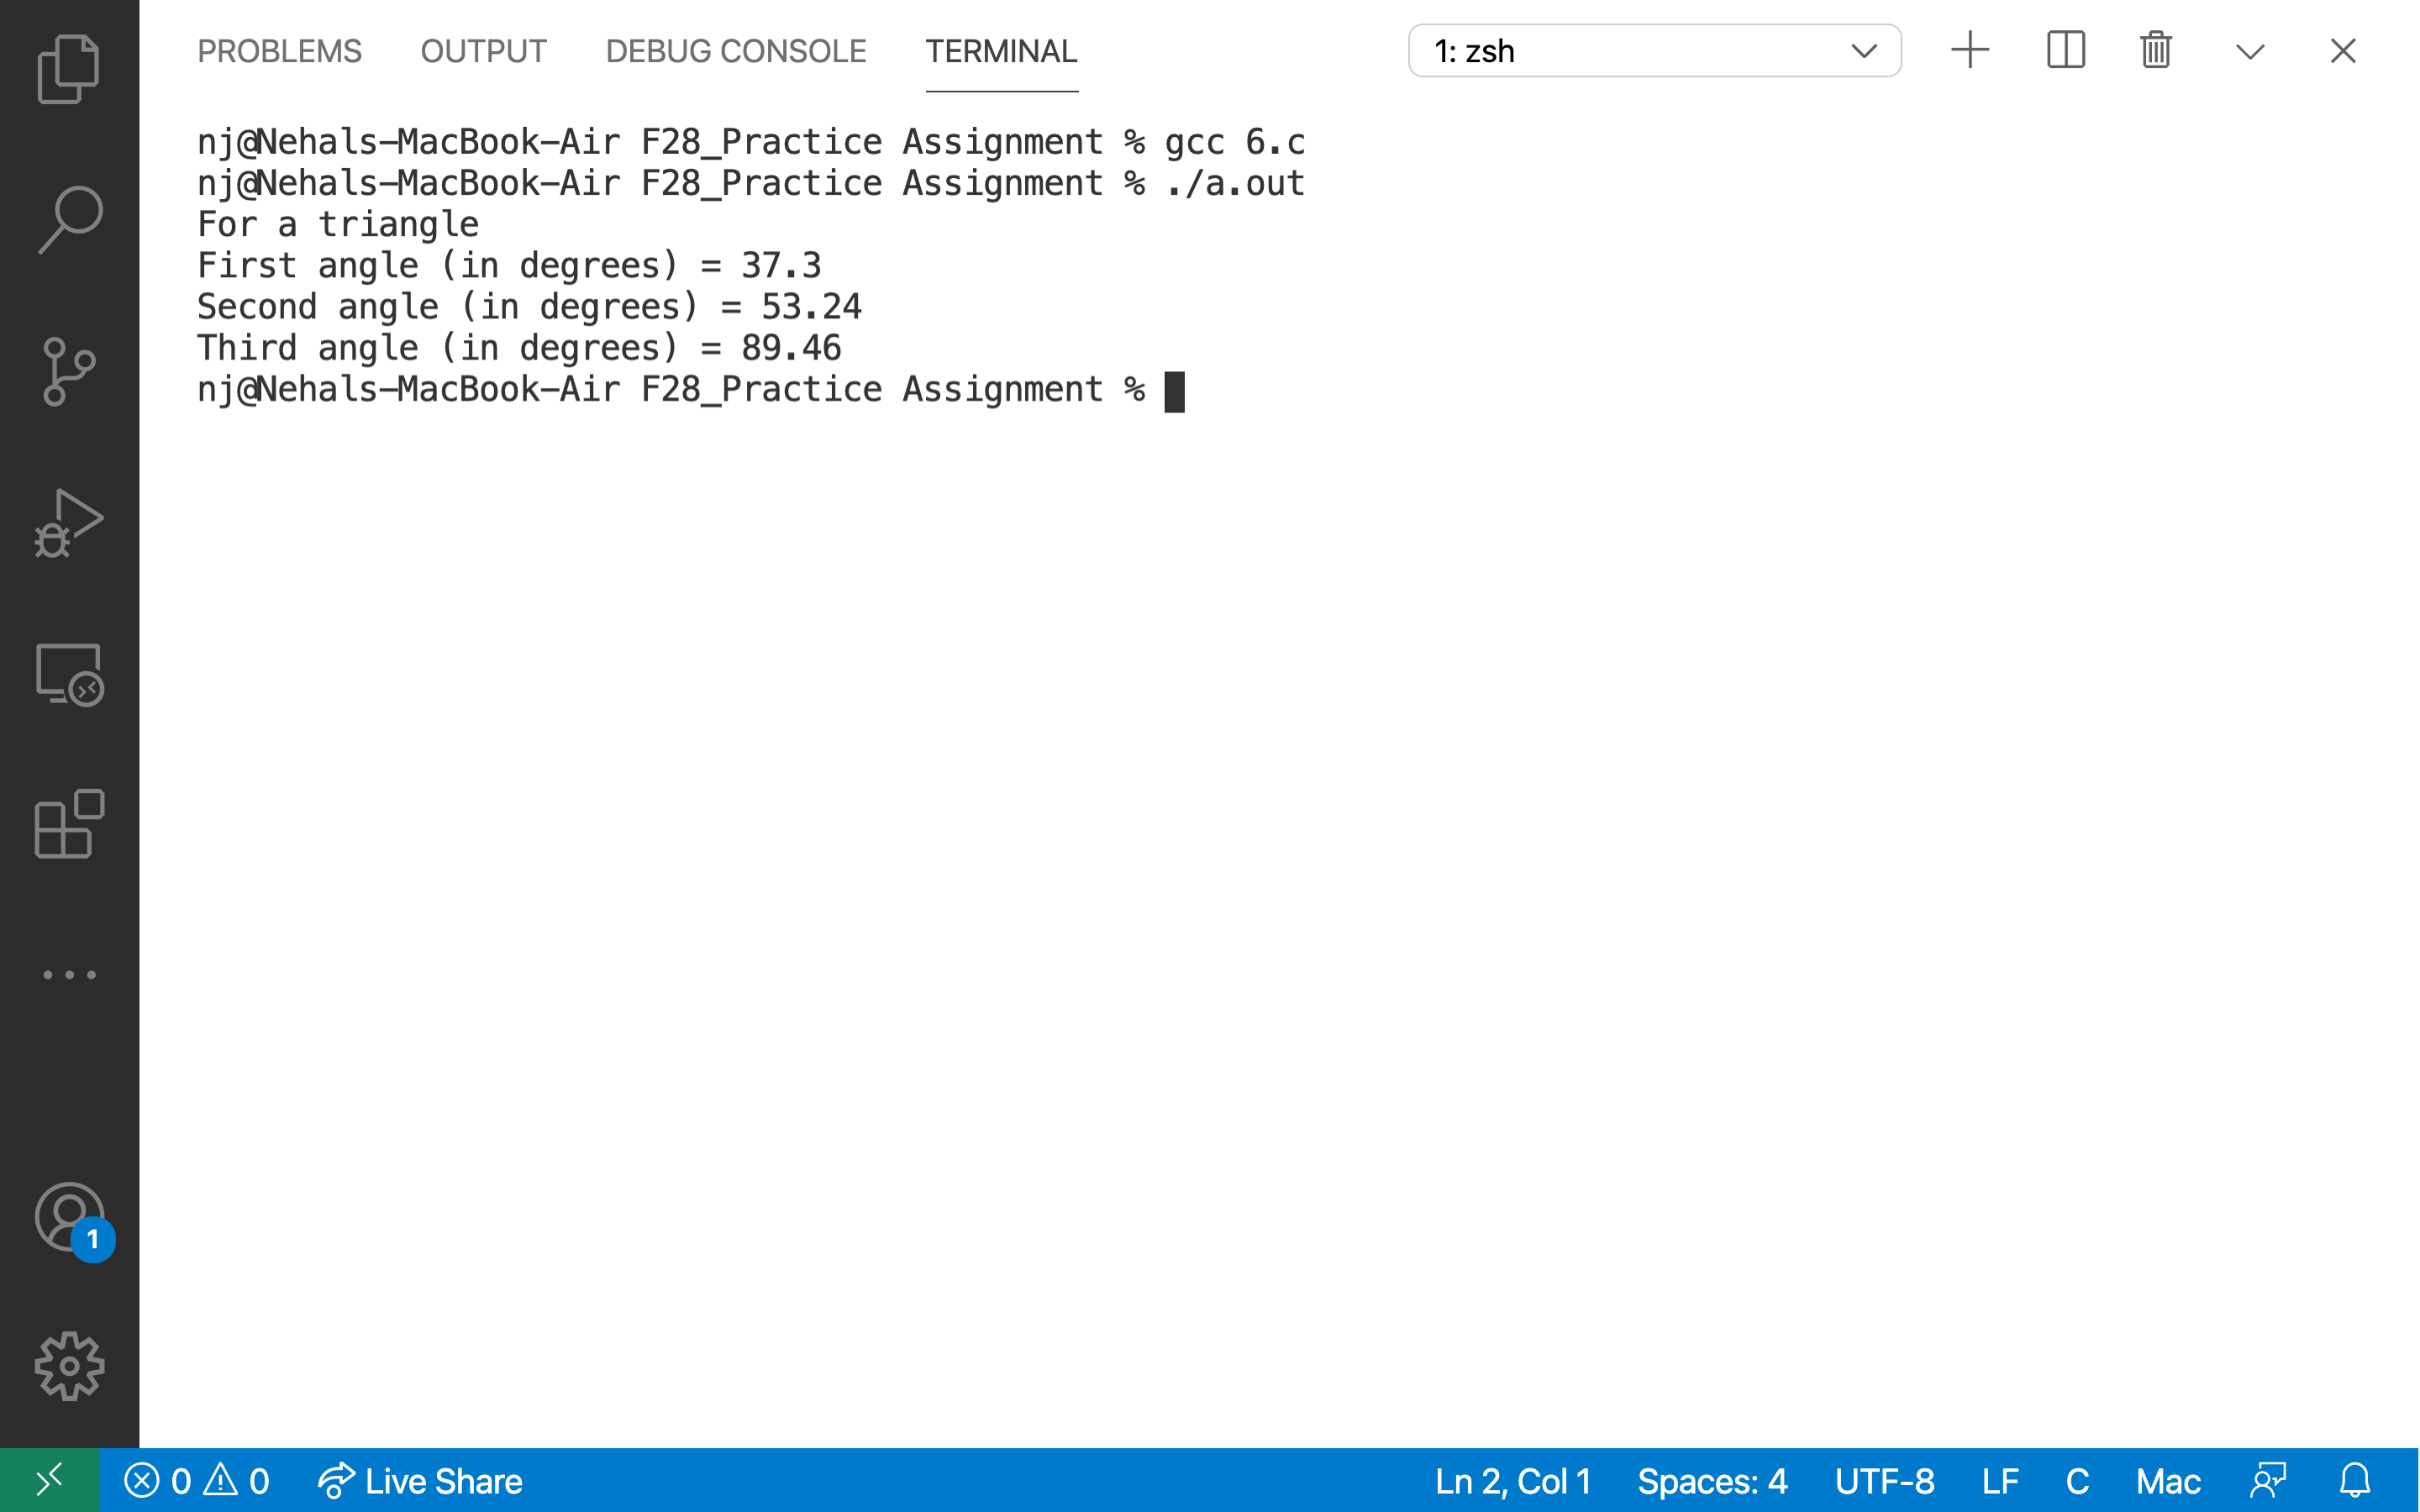 PROBLEMS OUTPUT DEBUG CONSOLE TERMINAL 1: zsh
nj@Nehals-MacBook-Air F28_Practice Assignment % gcc 6.c
nj@Nehals-MacBook-Air F28_Practice Assignment % ./a.out
For a triangle
First angle (in degrees) = 37.3
Second angle (in degrees) = 53.24
Third angle (in degrees) = 89.46
nj@Nehals-MacBook-Air F28_Practice Assignment %
1
0 0 Live Share Ln 2, Col 1 Spaces: 4 UTF-8 LF C Mac